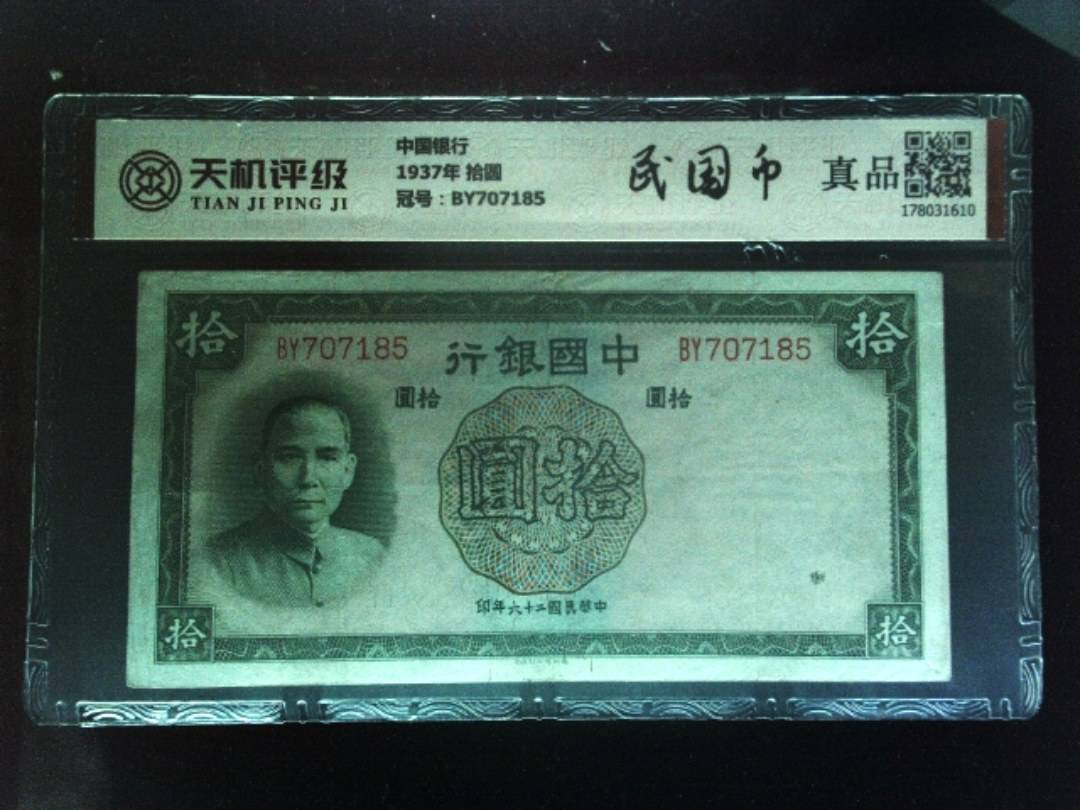 天机评级
TIAN JI PING JI
中国银行
1937年 拾圆
冠号：BY707185
民国币
真品
178031610
拾
BY707185
行銀國中
BY707185
拾
圓拾
圓拾
圓拾
印年六十二國民華中
拾
拾